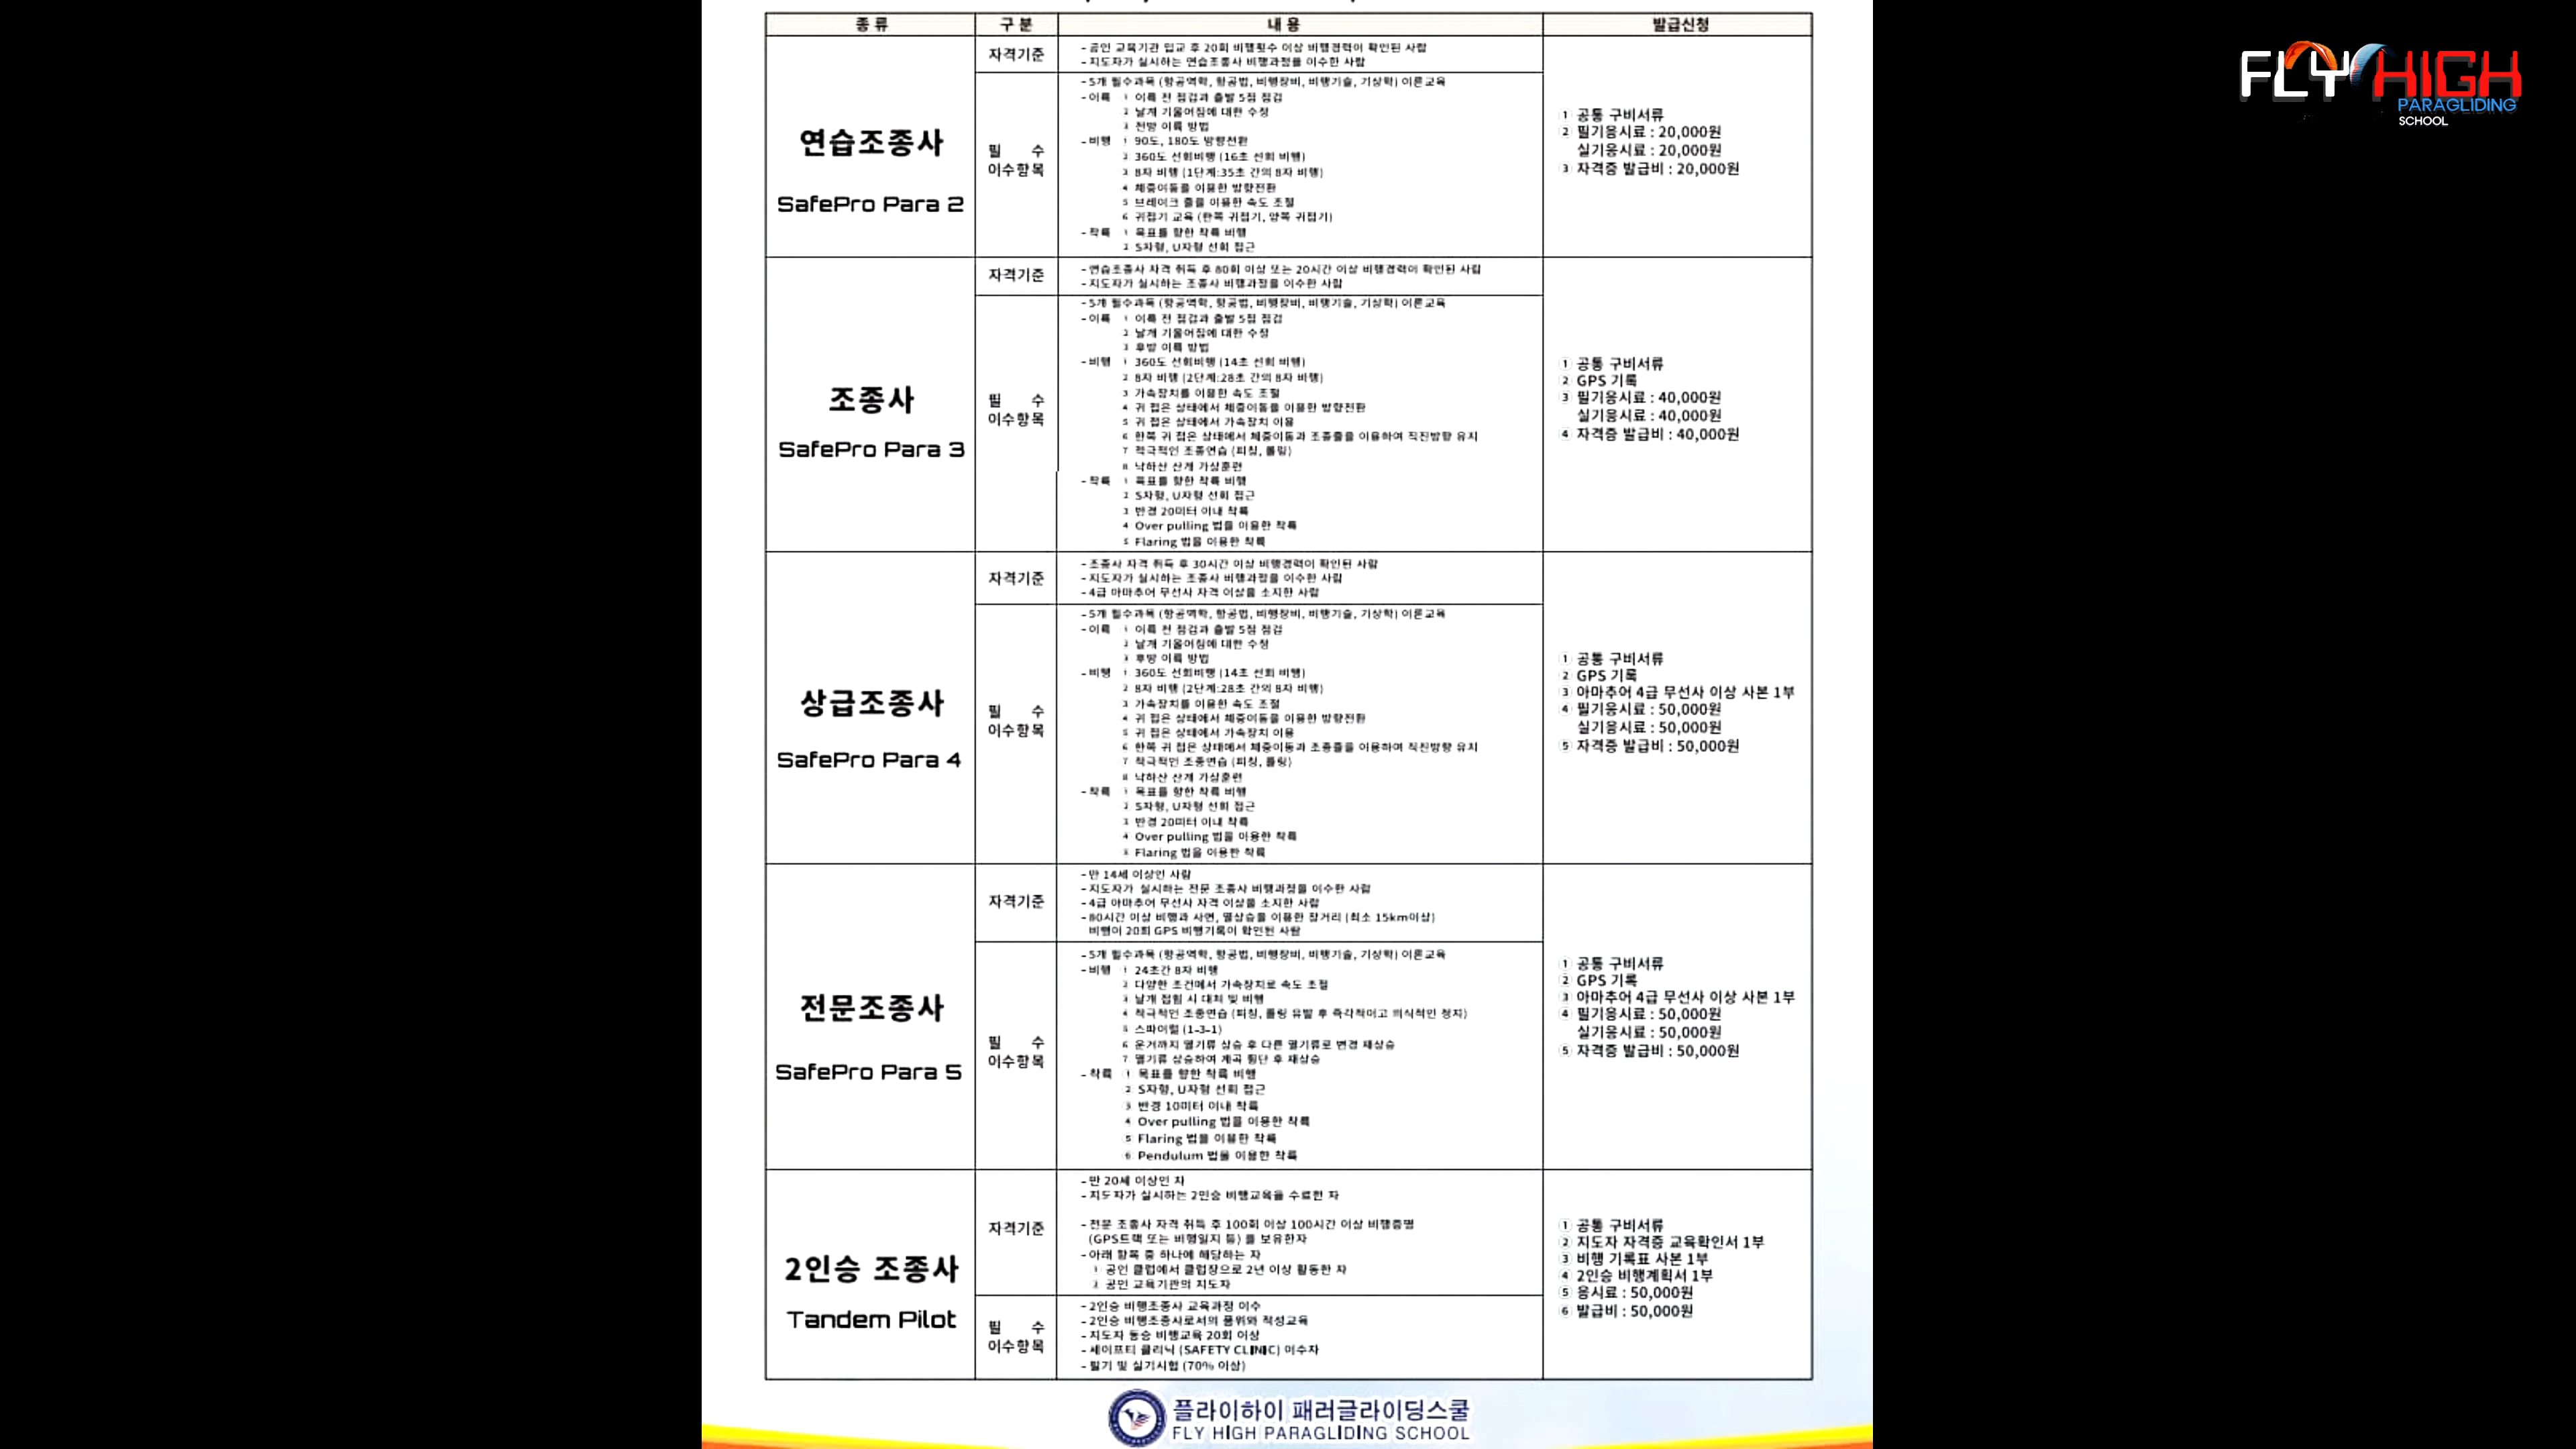 종 류 구 분 내 용 발급신청
연습조종사
SafePro Para 2
자격기준
- 공인 교육기관 입교 후 20회 비행횟수 이상 비행경력이 확인된 사람
- 지도자가 실시하는 연습조종사 비행과정을 이수한 사람
필 수
이수항목
- 5개 필수과목 (항공역학, 항공법, 비행장비, 비행기술, 기상학) 이론교육
- 이륙 1 이륙 전 점검과 출발 5점 점검
2 날개 기울어짐에 대한 수정
3 전방 이륙 방법
- 비행 1 90도, 180도 방향전환
2 360도 선회비행 (16초 선회 비행)
3 8자 비행 (1단계:35초 간의 8자 비행)
4 체중이동을 이용한 방향전환
5 브레이크 줄을 이용한 속도 조절
6 귀접기 교육 (한쪽 귀접기, 양쪽 귀접기)
- 착륙 1 목표를 향한 착륙 비행
2 S자형, U자형 선회 접근
① 공통 구비서류
② 필기응시료 : 20,000원
실기응시료 : 20,000원
③ 자격증 발급비 : 20,000원
조종사
SafePro Para 3
자격기준
- 연습조종사 자격 취득 후 80회 이상 또는 20시간 이상 비행경력이 확인된 사람
- 지도자가 실시하는 조종사 비행과정을 이수한 사람
필 수
이수항목
- 5개 필수과목 (항공역학, 항공법, 비행장비, 비행기술, 기상학) 이론교육
- 이륙 1 이륙 전 점검과 출발 5점 점검
2 날개 기울어짐에 대한 수정
3 후방 이륙 방법
- 비행 1 360도 선회비행 (14초 선회 비행)
2 8자 비행 (2단계:28초 간의 8자 비행)
3 가속장치를 이용한 속도 조절
4 귀 접은 상태에서 체중이동을 이용한 방향전환
5 귀 접은 상태에서 가속장치 이용
6 한쪽 귀 접은 상태에서 체중이동과 조종줄을 이용하여 직진방향 유지
7 적극적인 조종연습 (피칭, 롤링)
8 낙하산 산개 가상훈련
- 착륙 1 목표를 향한 착륙 비행
2 S자형, U자형 선회 접근
3 반경 20미터 이내 착륙
4 Over pulling 법을 이용한 착륙
5 Flaring 법을 이용한 착륙
① 공통 구비서류
② GPS 기록
③ 필기응시료 : 40,000원
실기응시료 : 40,000원
④ 자격증 발급비 : 40,000원
상급조종사
SafePro Para 4
자격기준
- 조종사 자격 취득 후 30시간 이상 비행경력이 확인된 사람
- 지도자가 실시하는 조종사 비행과정을 이수한 사람
- 4급 아마추어 무선사 자격 이상을 소지한 사람
필 수
이수항목
- 5개 필수과목 (항공역학, 항공법, 비행장비, 비행기술, 기상학) 이론교육
- 이륙 1 이륙 전 점검과 출발 5점 점검
2 날개 기울어짐에 대한 수정
3 후방 이륙 방법
- 비행 1 360도 선회비행 (14초 선회 비행)
2 8자 비행 (2단계:28초 간의 8자 비행)
3 가속장치를 이용한 속도 조절
4 귀 접은 상태에서 체중이동을 이용한 방향전환
5 귀 접은 상태에서 가속장치 이용
6 한쪽 귀 접은 상태에서 체중이동과 조종줄을 이용하여 직진방향 유지
7 적극적인 조종연습 (피칭, 롤링)
8 낙하산 산개 가상훈련
- 착륙 1 목표를 향한 착륙 비행
2 S자형, U자형 선회 접근
3 반경 20미터 이내 착륙
4 Over pulling 법을 이용한 착륙
5 Flaring 법을 이용한 착륙
① 공통 구비서류
② GPS 기록
③ 아마추어 4급 무선사 이상 사본 1부
④ 필기응시료 : 50,000원
실기응시료 : 50,000원
⑤ 자격증 발급비 : 50,000원
전문조종사
SafePro Para 5
자격기준
- 만 14세 이상인 사람
- 지도자가 실시하는 전문 조종사 비행과정을 이수한 사람
- 4급 아마추어 무선사 자격 이상을 소지한 사람
- 80시간 이상 비행과 사면, 열상승을 이용한 장거리 (최소 15km이상)
비행이 20회 GPS 비행기록이 확인된 사람
필 수
이수항목
- 5개 필수과목 (항공역학, 항공법, 비행장비, 비행기술, 기상학) 이론교육
- 비행 1 24초간 8자 비행
2 다양한 조건에서 가속장치로 속도 조절
3 날개 접힘 시 대처 및 비행
4 적극적인 조종연습 (피칭, 롤링 유발 후 즉각적이고 의식적인 정지)
5 스파이럴 (1-3-1)
6 운저까지 열기류 상승 후 다른 열기류로 변경 재상승
7 열기류 상승하여 계곡 횡단 후 재상승
- 착륙 1 목표를 향한 착륙 비행
2 S자형, U자형 선회 접근
3 반경 10미터 이내 착륙
4 Over pulling 법을 이용한 착륙
5 Flaring 법을 이용한 착륙
6 Pendulum 법을 이용한 착륙
① 공통 구비서류
② GPS 기록
③ 아마추어 4급 무선사 이상 사본 1부
④ 필기응시료 : 50,000원
실기응시료 : 50,000원
⑤ 자격증 발급비 : 50,000원
2인승 조종사
Tandem Pilot
자격기준
- 만 20세 이상인 자
- 지도자가 실시하는 2인승 비행교육을 수료한 자
- 전문 조종사 자격 취득 후 100회 이상 100시간 이상 비행증명
(GPS트랙 또는 비행일지 등) 를 보유한자
- 아래 항목 중 하나에 해당하는 자
1 공인 클럽에서 클럽장으로 2년 이상 활동한 자
2 공인 교육기관의 지도자
필 수
이수항목
- 2인승 비행조종사 교육과정 이수
- 2인승 비행조종사로서의 품위와 적성교육
- 지도자 동승 비행교육 20회 이상
- 세이프티 클리닉 (SAFETY CLINIC) 이수자
- 필기 및 실기시험 (70% 이상)
① 공통 구비서류
② 지도자 자격증 교육확인서 1부
③ 비행 기록표 사본 1부
④ 2인승 비행계획서 1부
⑤ 응시료 : 50,000원
⑥ 발급비 : 50,000원
플라이하이 패러글라이딩스쿨
FLY HIGH PARAGLIDING SCHOOL
FLY HIGH
PARAGLIDING
SCHOOL